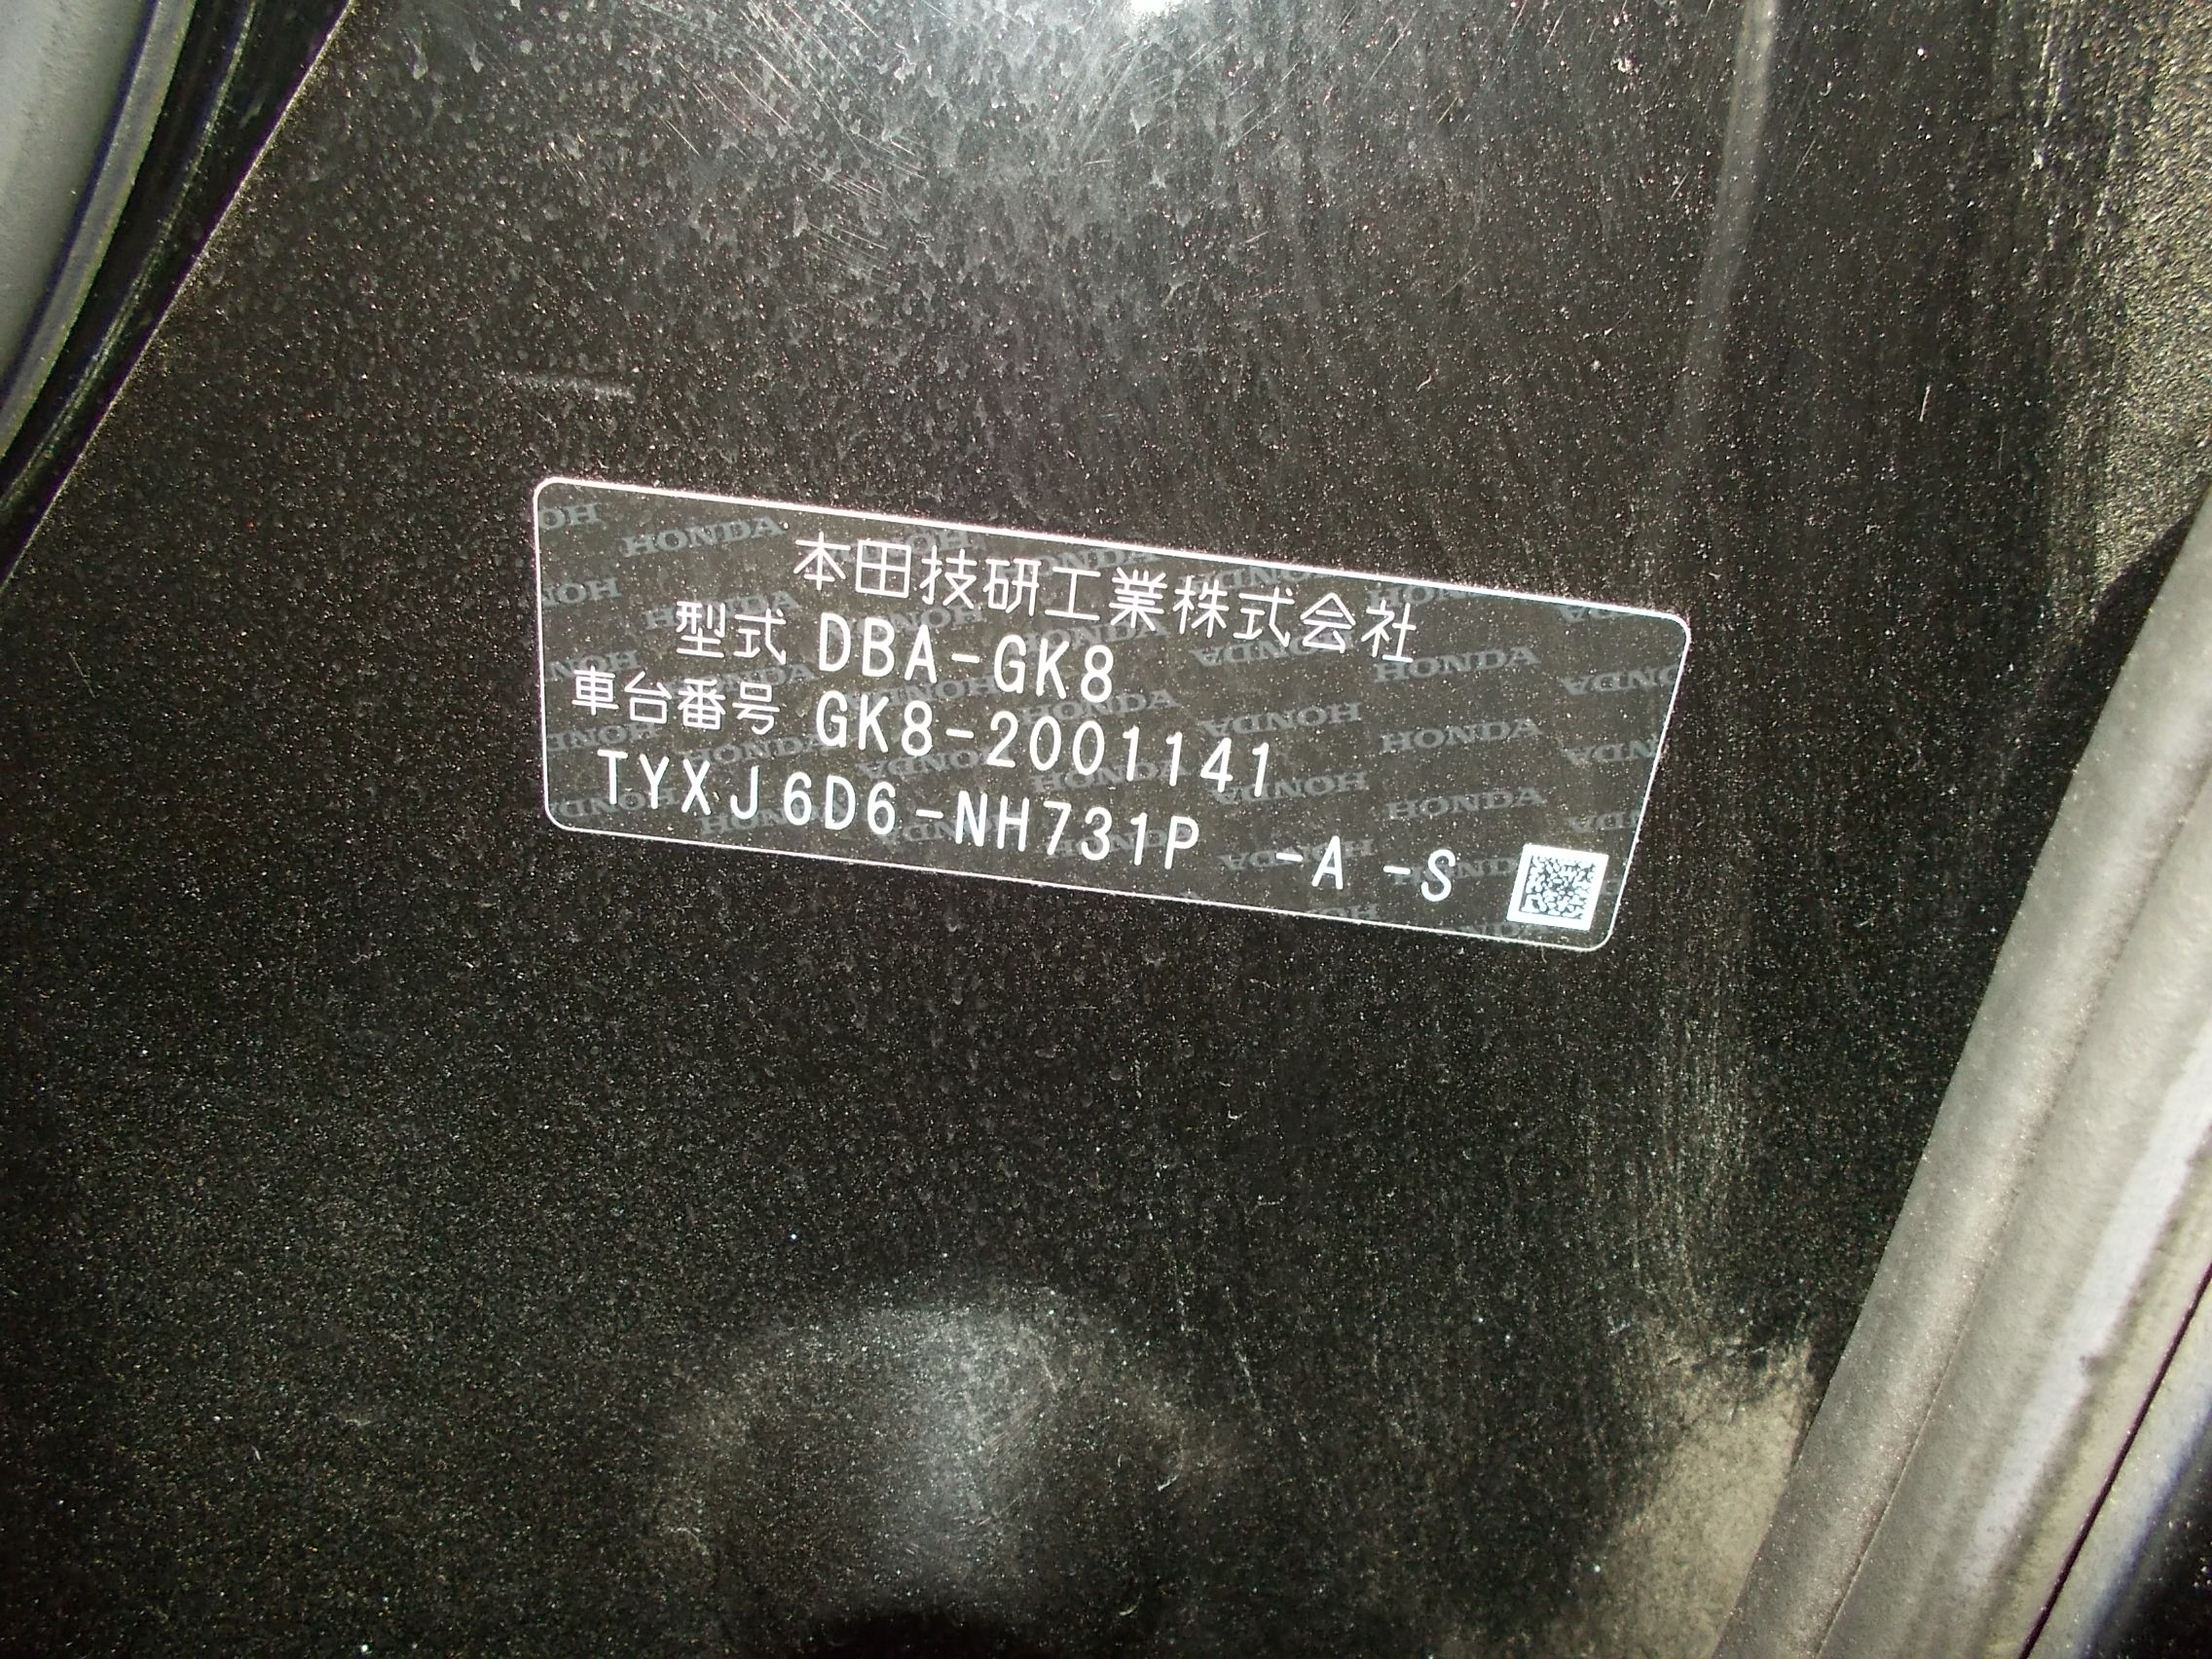 本田技研工業株式会社
型式 DBA-GK8
車台番号 GK8-2001141
TYXJ6D6-NH731P -A -S